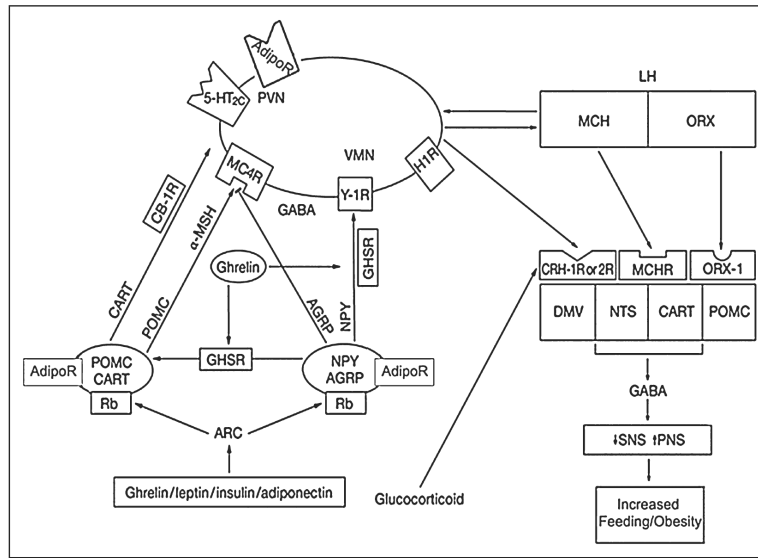 AdipoR
5-HT2C
PVN
LH
MCH
ORX
VMN
H1R
MC4R
Y-1R
GABA
CB-1R
α-MSH
GHSR
Ghrelin
CRH-1R or 2R
MCHR
ORX-1
CART
POMC
AGRP
NPY
DMV
NTS
CART
POMC
GHSR
AdipoR
POMC
CART
NPY
AGRP
AdipoR
Rb
Rb
GABA
ARC
↓SNS ↑PNS
Ghrelin/leptin/insulin/adiponectin
Glucocorticoid
Increased
Feeding/Obesity